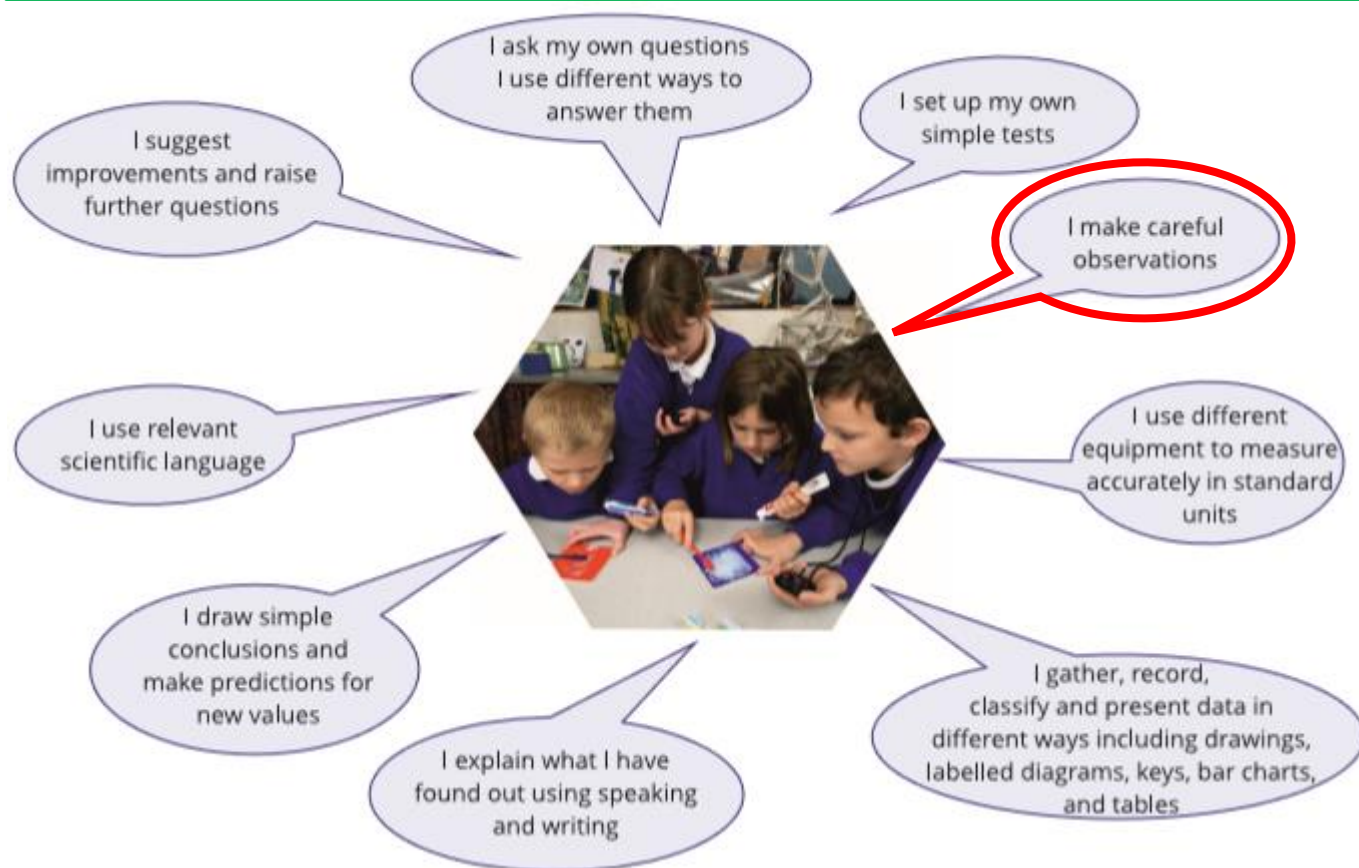 I ask my own questions
I use different ways to
answer them
I set up my own
simple tests
I make careful
observations
I use different
equipment to measure
accurately in standard
units
I gather, record,
classify and present data in
different ways including drawings,
labelled diagrams, keys, bar charts,
and tables
I explain what I have
found out using speaking
and writing
I draw simple
conclusions and
make predictions for
new values
I use relevant
scientific language
I suggest
improvements and raise
further questions